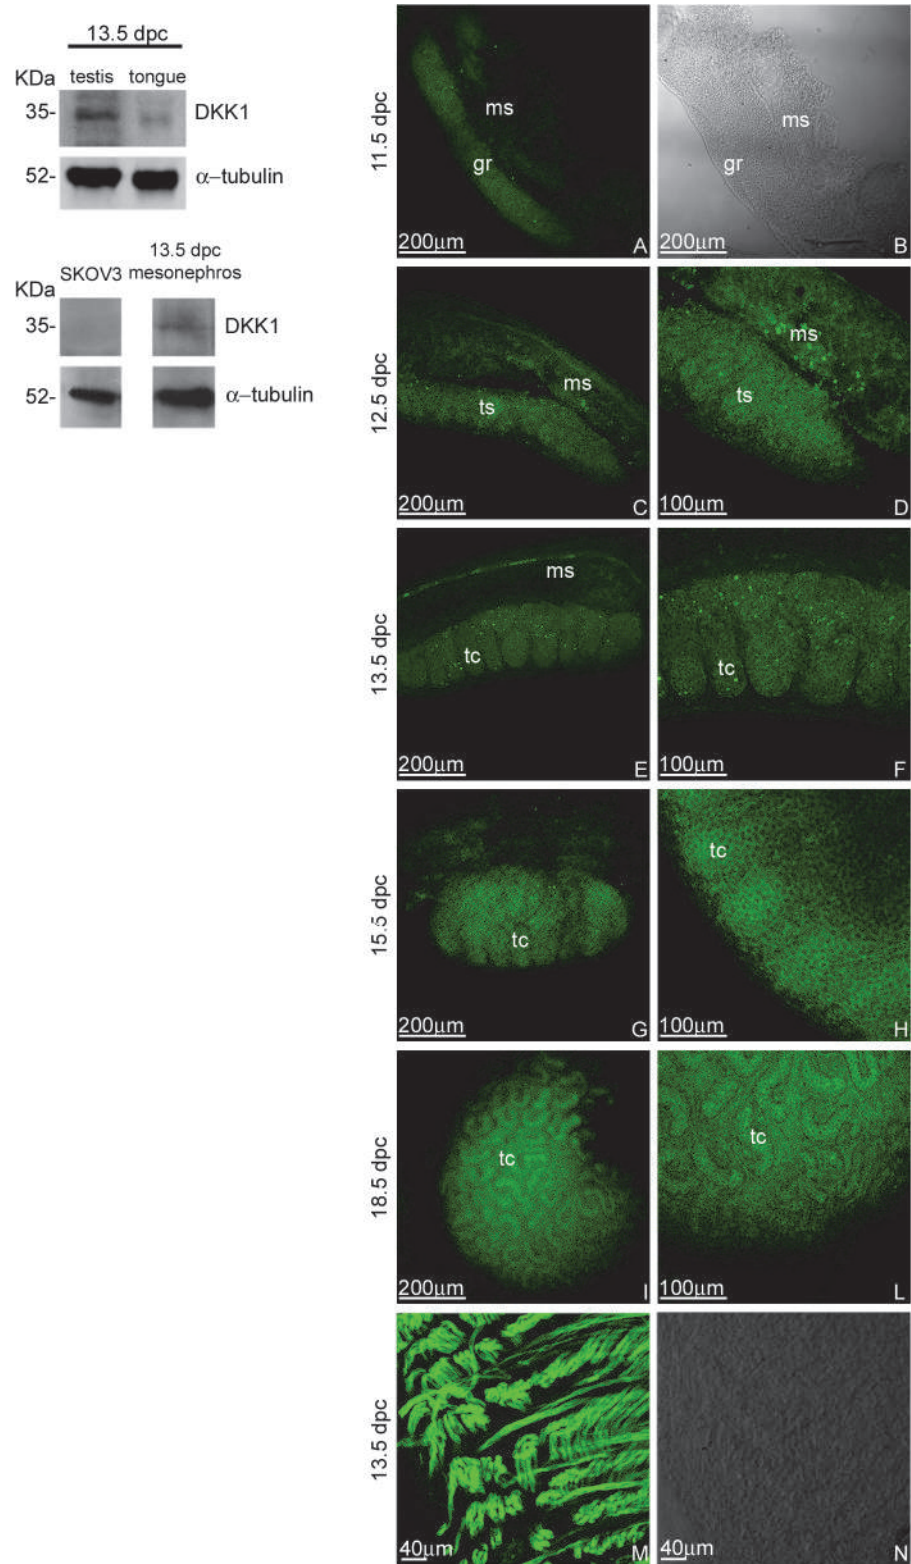 13.5 dpc
KDa testis tongue
35- DKK1
52- α–tubulin
13.5 dpc
SKOV3 mesonephros
KDa
35- DKK1
52- α–tubulin
11.5 dpc
ms
gr
200μm A
ms
gr
200μm B
12.5 dpc
ms
ts
200μm C
ms
ts
100μm D
13.5 dpc
ms
tc
200μm E
tc
100μm F
15.5 dpc
tc
200μm G
tc
100μm H
18.5 dpc
tc
200μm I
tc
100μm L
13.5 dpc
40μm M
40μm N